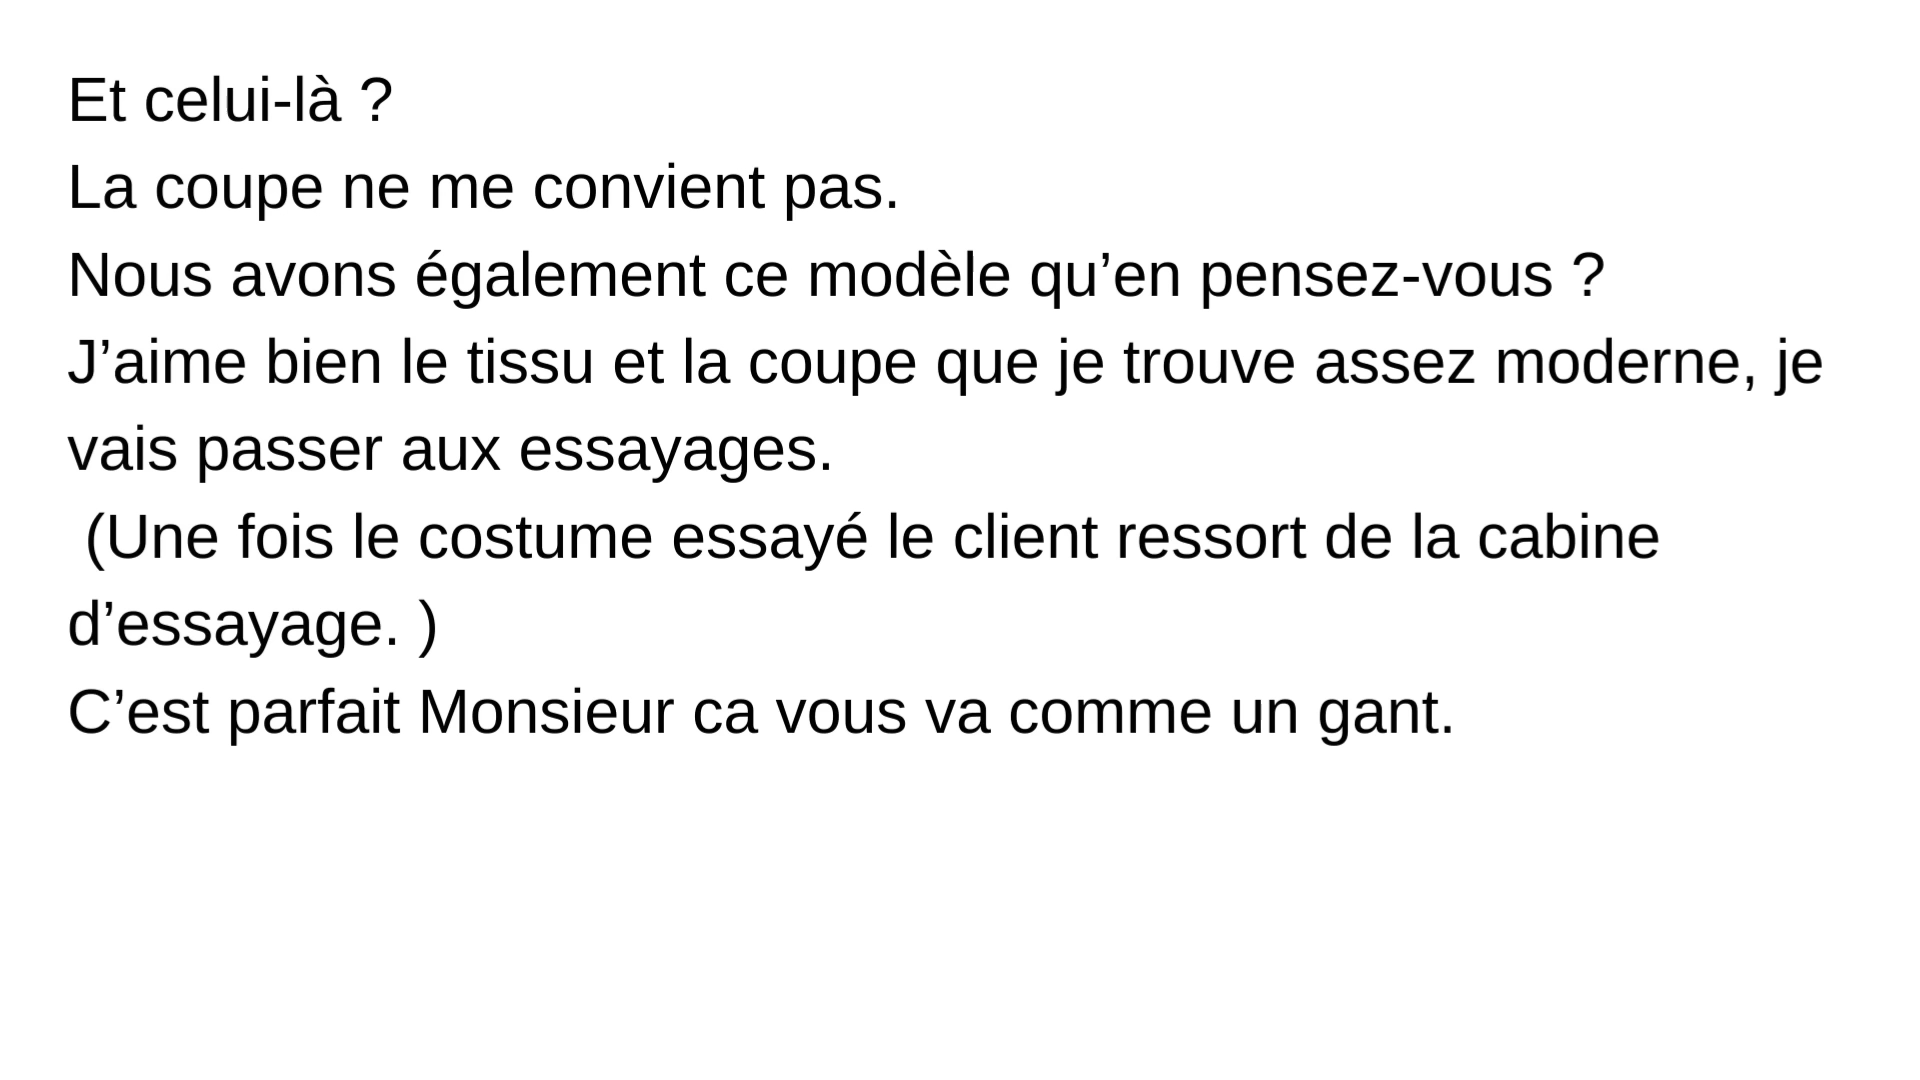 Et celui-là ?
La coupe ne me convient pas.
Nous avons également ce modèle qu’en pensez-vous ?
J’aime bien le tissu et la coupe que je trouve assez moderne, je
vais passer aux essayages.
(Une fois le costume essayé le client ressort de la cabine
d’essayage. )
C’est parfait Monsieur ca vous va comme un gant.